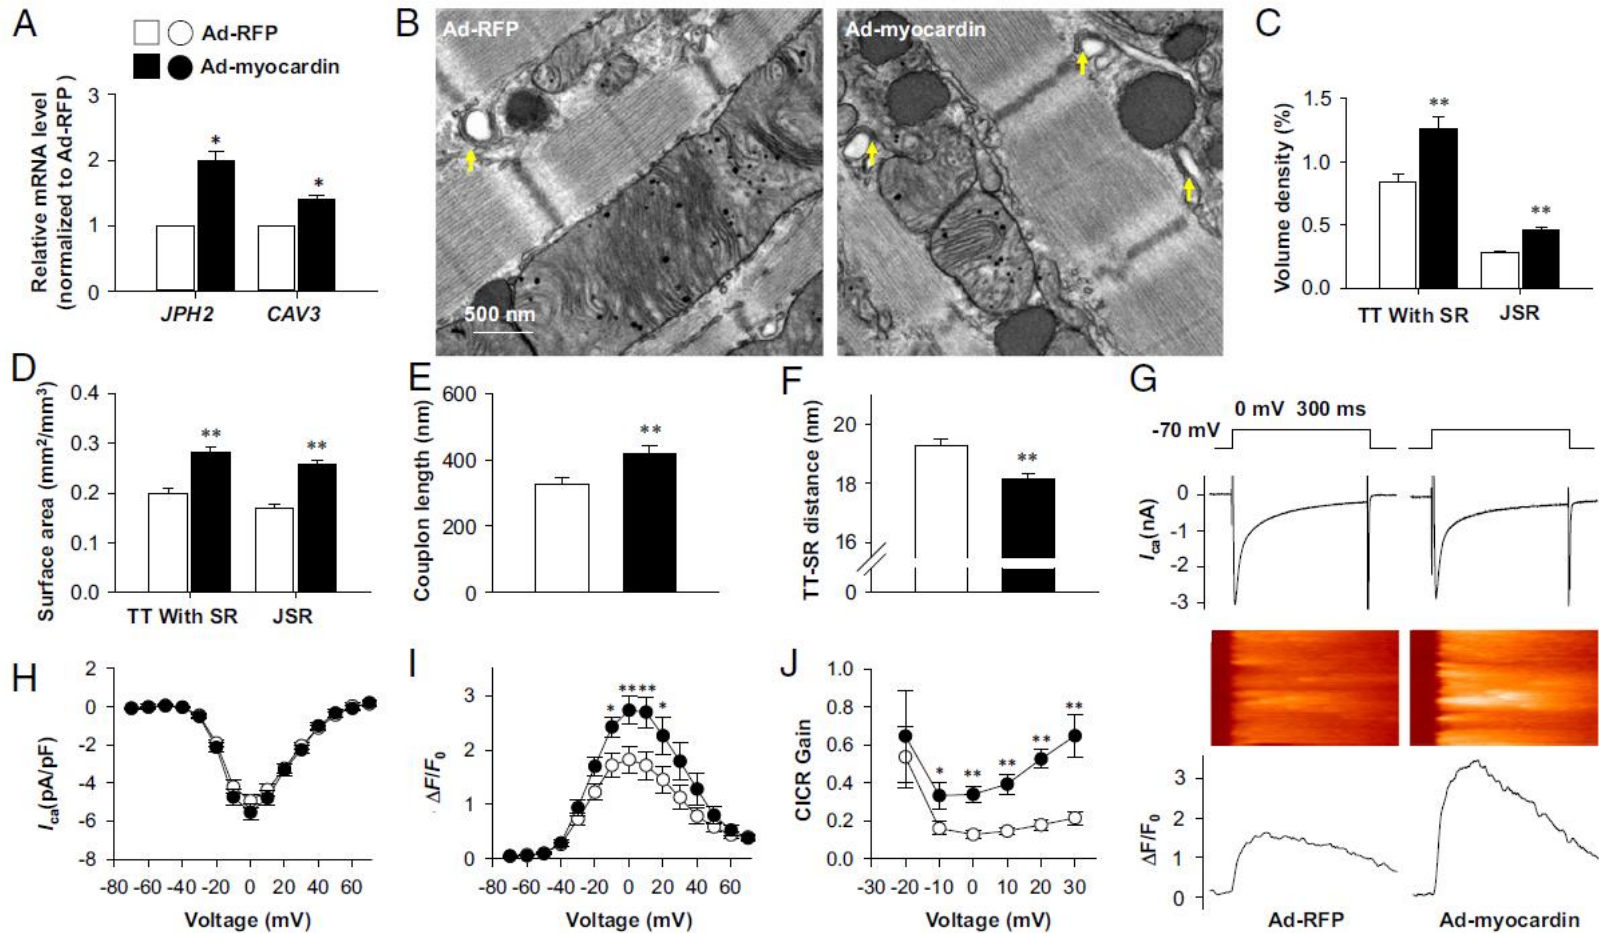 A
Ad-RFP
Ad-myocardin
Relative mRNA level
(normalized to Ad-RFP)
3
2
1
0
*
*
JPH2
CAV3
B
Ad-RFP
500 nm
Ad-myocardin
C
Volume density (%)
1.5
1.0
0.5
0.0
**
**
TT With SR
JSR
D
Surface area (mm²/mm³)
0.4
0.3
0.2
0.1
0.0
**
**
TT With SR
JSR
E
Couplon length (nm)
600
400
200
0
**
F
TT-SR distance (nm)
20
18
16
0
**
G
0 mV 300 ms
-70 mV
Ica(nA)
0
-1
-2
-3
ΔF/F0
3
2
1
0
Ad-RFP
Ad-myocardin
H
Ica(pA/pF)
2
0
-2
-4
-6
-8
-80 -60 -40 -20 0 20 40 60
Voltage (mV)
I
ΔF/F0
3
2
1
0
*
**
**
*
-80 -60 -40 -20 0 20 40 60
Voltage (mV)
J
CICR Gain
1.0
0.8
0.6
0.4
0.2
0.0
*
**
**
**
**
-30 -20 -10 0 10 20 30
Voltage (mV)